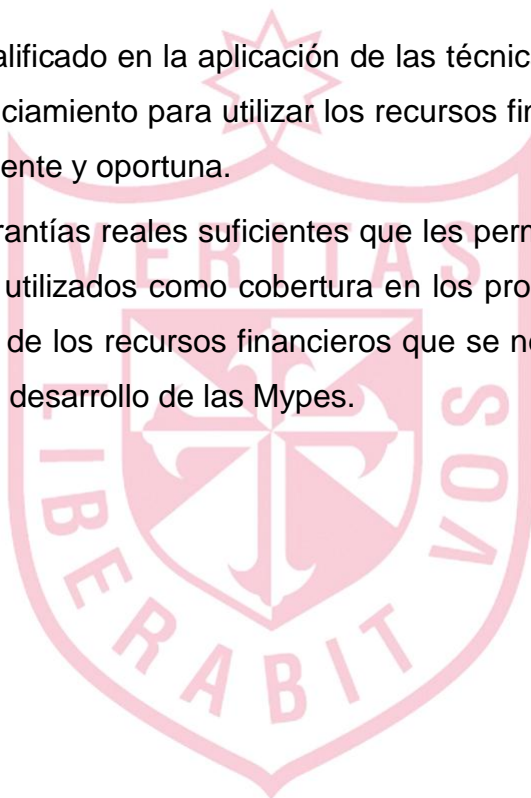 alificado en la aplicación de las técnic
ciamiento para utilizar los recursos fin
ente y oportuna.
rantías reales suficientes que les perm
utilizados como cobertura en los pro
de los recursos financieros que se n
desarrollo de las Mypes.
VERITAS
LIBERABIT
VOS